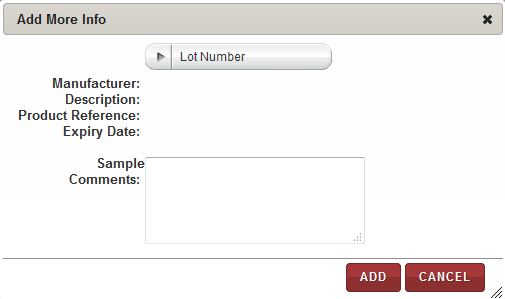 Add More Info
Lot Number
Manufacturer:
Description:
Product Reference:
Expiry Date:
Sample
Comments:
ADD CANCEL